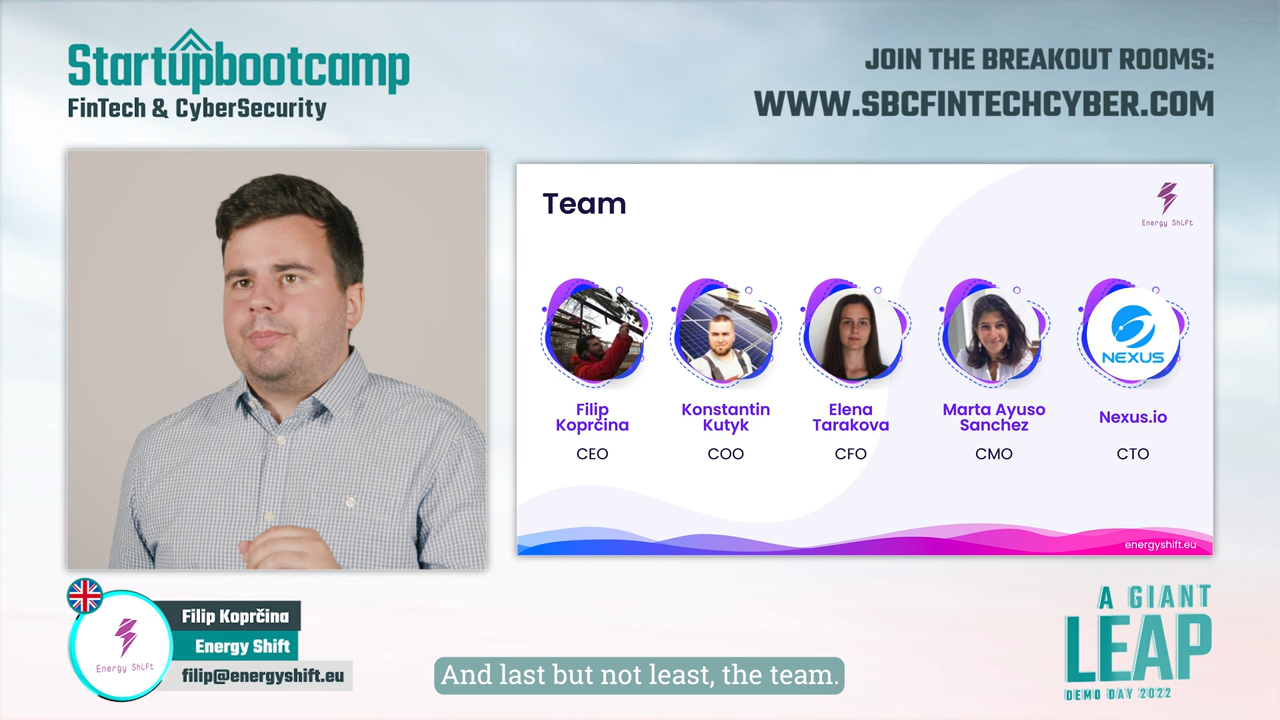 Startupbootcamp
FinTech & CyberSecurity
JOIN THE BREAKOUT ROOMS:
WWW.SBCFINTECHCYBER.COM
Team
Energy Shift
NEXUS
Filip
Koprčina
CEO
Konstantin
Kutyk
COO
Elena
Tarakova
CFO
Marta Ayuso
Sanchez
CMO
Nexus.io
CTO
energyshift.eu
Energy Shift
Filip Koprčina
Energy Shift
filip@energyshift.eu
And last but not least, the team.
A GIANT
LEAP
DEMO DAY 2022